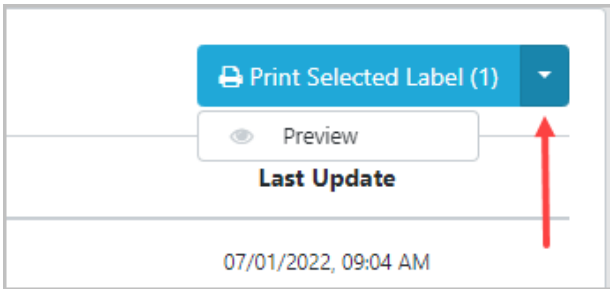 Print Selected Label (1)
Preview
Last Update
07/01/2022, 09:04 AM